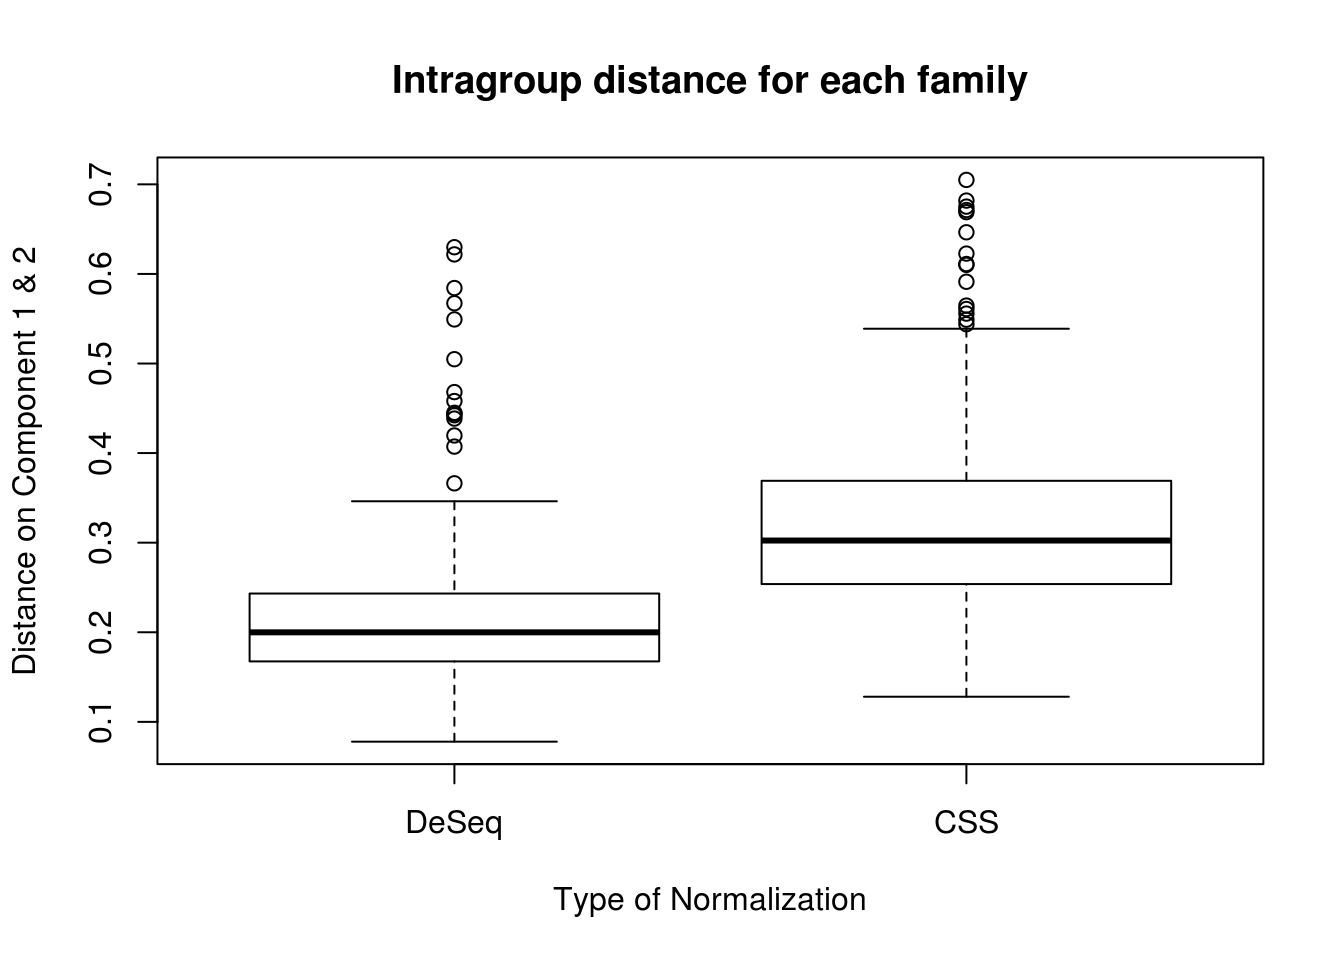 Intragroup distance for each family
Distance on Component 1 & 2
0.7
0.6
0.5
0.4
0.3
0.2
0.1
DeSeq
CSS
Type of Normalization